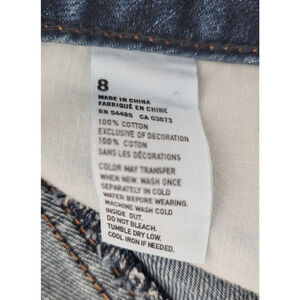 8
MADE IN CHINA
FABRIQUÉ EN CHINE
RN 54485 CA 03873
100% COTTON
EXCLUSIVE OF DECORATION
100% COTON
SANS LES DÉCORATIONS
COLOR MAY TRANSFER
WHEN NEW. WASH ONCE
SEPARATELY IN COLD
WATER BEFORE WEARING.
MACHINE WASH COLD
INSIDE OUT.
DO NOT BLEACH.
TUMBLE DRY LOW.
COOL IRON IF NEEDED.